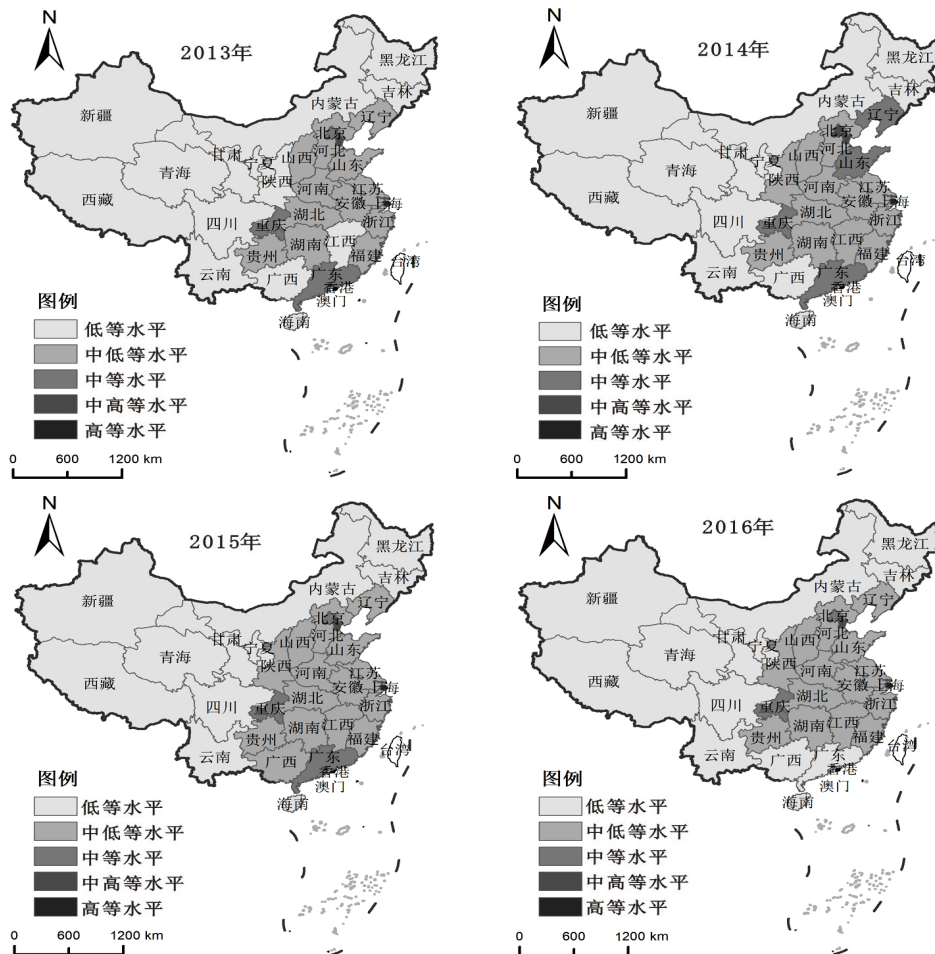 N
2013年
黑龙江
吉林
辽宁
内蒙古
新疆
北京
甘肃
宁夏
山西
河北
山东
青海
陕西
河南
江苏
西藏
安徽
上海
四川
重庆
湖北
浙江
贵州
湖南
江西
福建
云南
广西
广东
台湾
香港
澳门
海南
图例
低等水平
中低等水平
中等水平
中高等水平
高等水平
0 600 1200 km
N
2014年
黑龙江
吉林
辽宁
内蒙古
新疆
北京
甘肃
宁夏
山西
河北
山东
青海
陕西
河南
江苏
西藏
安徽
上海
四川
重庆
湖北
浙江
贵州
湖南
江西
福建
云南
广西
广东
台湾
香港
澳门
海南
图例
低等水平
中低等水平
中等水平
中高等水平
高等水平
0 600 1200 km
N
2015年
黑龙江
吉林
辽宁
内蒙古
新疆
北京
甘肃
宁夏
山西
河北
山东
青海
陕西
河南
江苏
西藏
安徽
上海
四川
重庆
湖北
浙江
贵州
湖南
江西
福建
云南
广西
广东
台湾
香港
澳门
海南
图例
低等水平
中低等水平
中等水平
中高等水平
高等水平
0 600 1200 km
N
2016年
黑龙江
吉林
辽宁
内蒙古
新疆
北京
甘肃
宁夏
山西
河北
山东
青海
陕西
河南
江苏
西藏
安徽
上海
四川
重庆
湖北
浙江
贵州
湖南
江西
福建
云南
广西
广东
台湾
香港
澳门
海南
图例
低等水平
中低等水平
中等水平
中高等水平
高等水平
0 600 1200 km